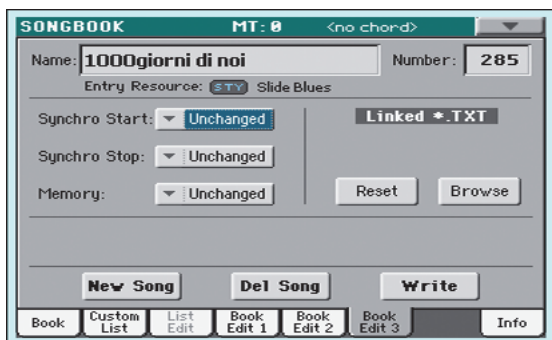 SONGBOOK MT:0 <no chord>
Name: 1000giorni di noi Number: 285
Entry Resource: STY Slide Blues
Synchro Start: Unchanged Linked *.TXT
Synchro Stop: Unchanged
Memory: Unchanged Reset Browse
New Song Del Song Write
Book Custom List List Edit Book Edit 1 Book Edit 2 Book Edit 3 Info